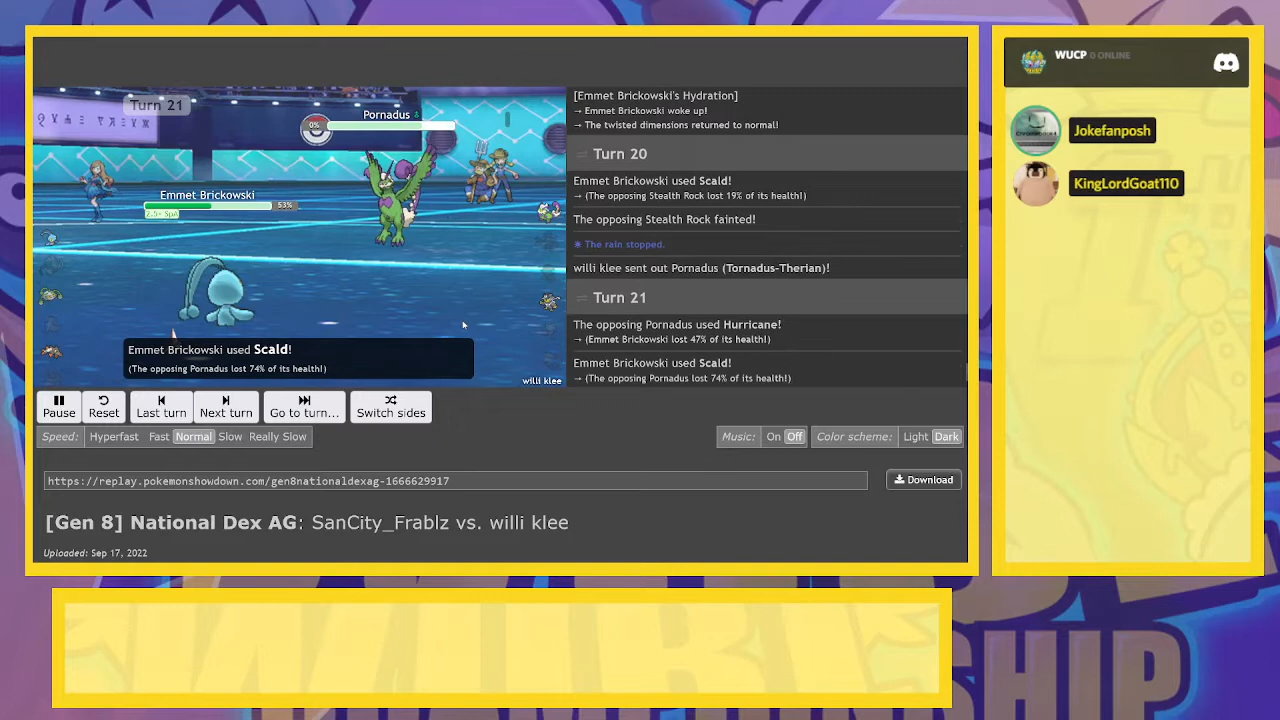 Turn 21
Pornadus
0%
Emmet Brickowski
53%
2.5× SpA
Emmet Brickowski used Scald!
(The opposing Pornadus lost 74% of its health!)
willi klee
[Emmet Brickowski's Hydration]
→ Emmet Brickowski woke up!
→ The twisted dimensions returned to normal!
Turn 20
Emmet Brickowski used Scald!
→ (The opposing Stealth Rock lost 19% of its health!)
The opposing Stealth Rock fainted!
☀ The rain stopped.
willi klee sent out Pornadus (Tornadus-Therian)!
Turn 21
The opposing Pornadus used Hurricane!
→ (Emmet Brickowski lost 47% of its health!)
Emmet Brickowski used Scald!
→ (The opposing Pornadus lost 74% of its health!)
Pause Reset Last turn Next turn Go to turn... Switch sides
Speed: Hyperfast Fast Normal Slow Really Slow
Music: On Off Color scheme: Light Dark
https://replay.pokemonshowdown.com/gen8nationaldexag-1666629917
Download
[Gen 8] National Dex AG: SanCity_Frablz vs. willi klee
Uploaded: Sep 17, 2022
WUCP 0 ONLINE
Jokefanposh
KingLordGoat110